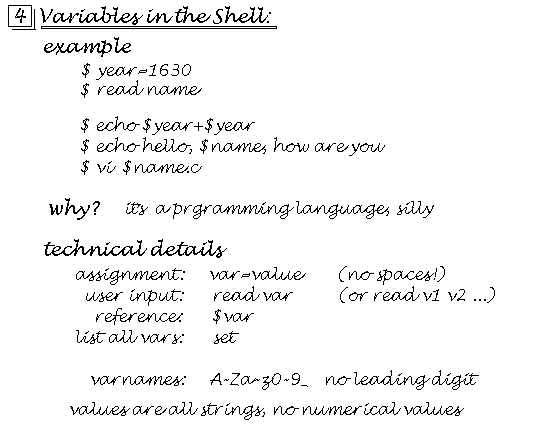 4 Variables in the Shell:
example
$ year=1630
$ read name
$ echo $year+$year
$ echo hello, $name, how are you
$ vi $name.c
why? it's a prgramming language, silly
technical details
assignment: var=value (no spaces!)
user input: read var (or read v1 v2 ...)
reference: $var
list all vars: set
varnames: A-Za-z0-9_ no leading digit
values are all strings, no numerical values